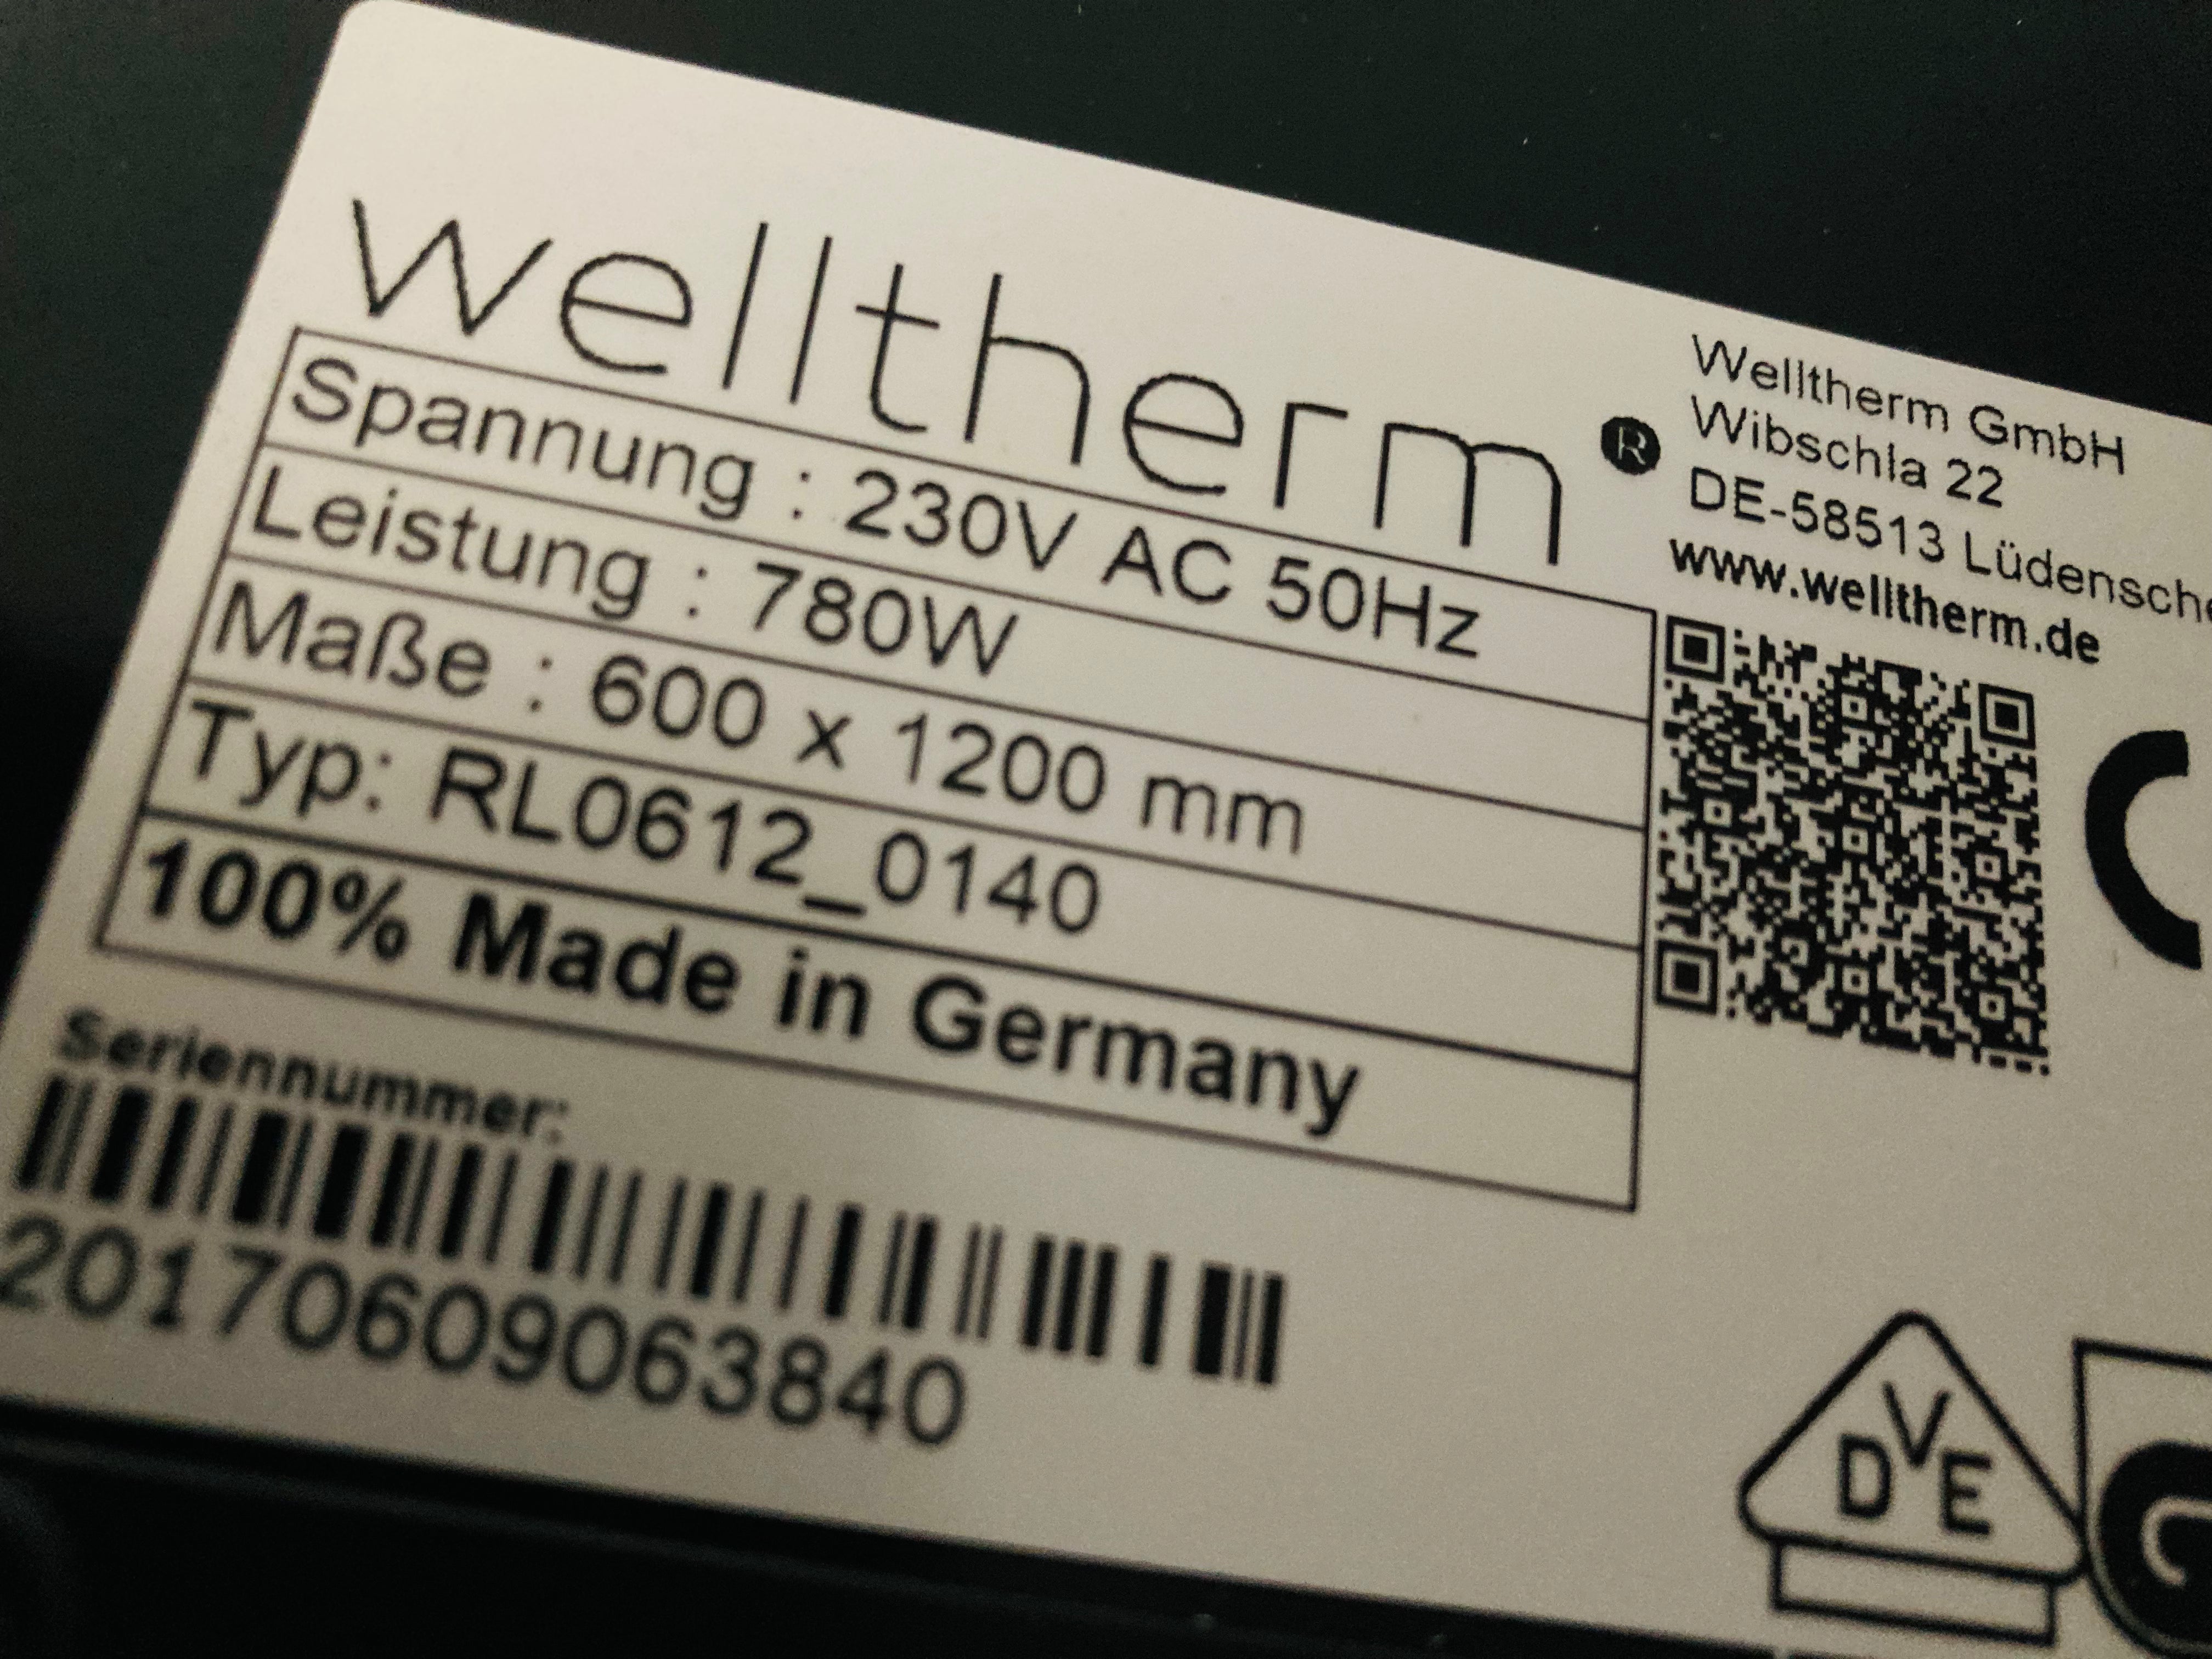 welltherm®
Spannung : 230V AC 50Hz
Leistung : 780W
Maße : 600 x 1200 mm
Typ: RL0612_0140
100% Made in Germany
Seriennummer:
20170609063840
Welltherm GmbH
Wibschla 22
DE-58513 Lüdensche
www.welltherm.de
C
DVE